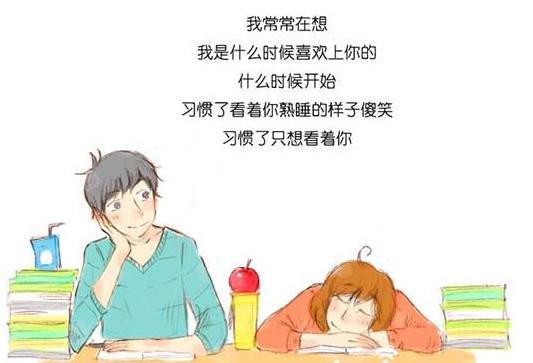 我常常在想
我是什么时候喜欢上你的
什么时候开始
习惯了看着你熟睡的样子傻笑
习惯了只想看着你